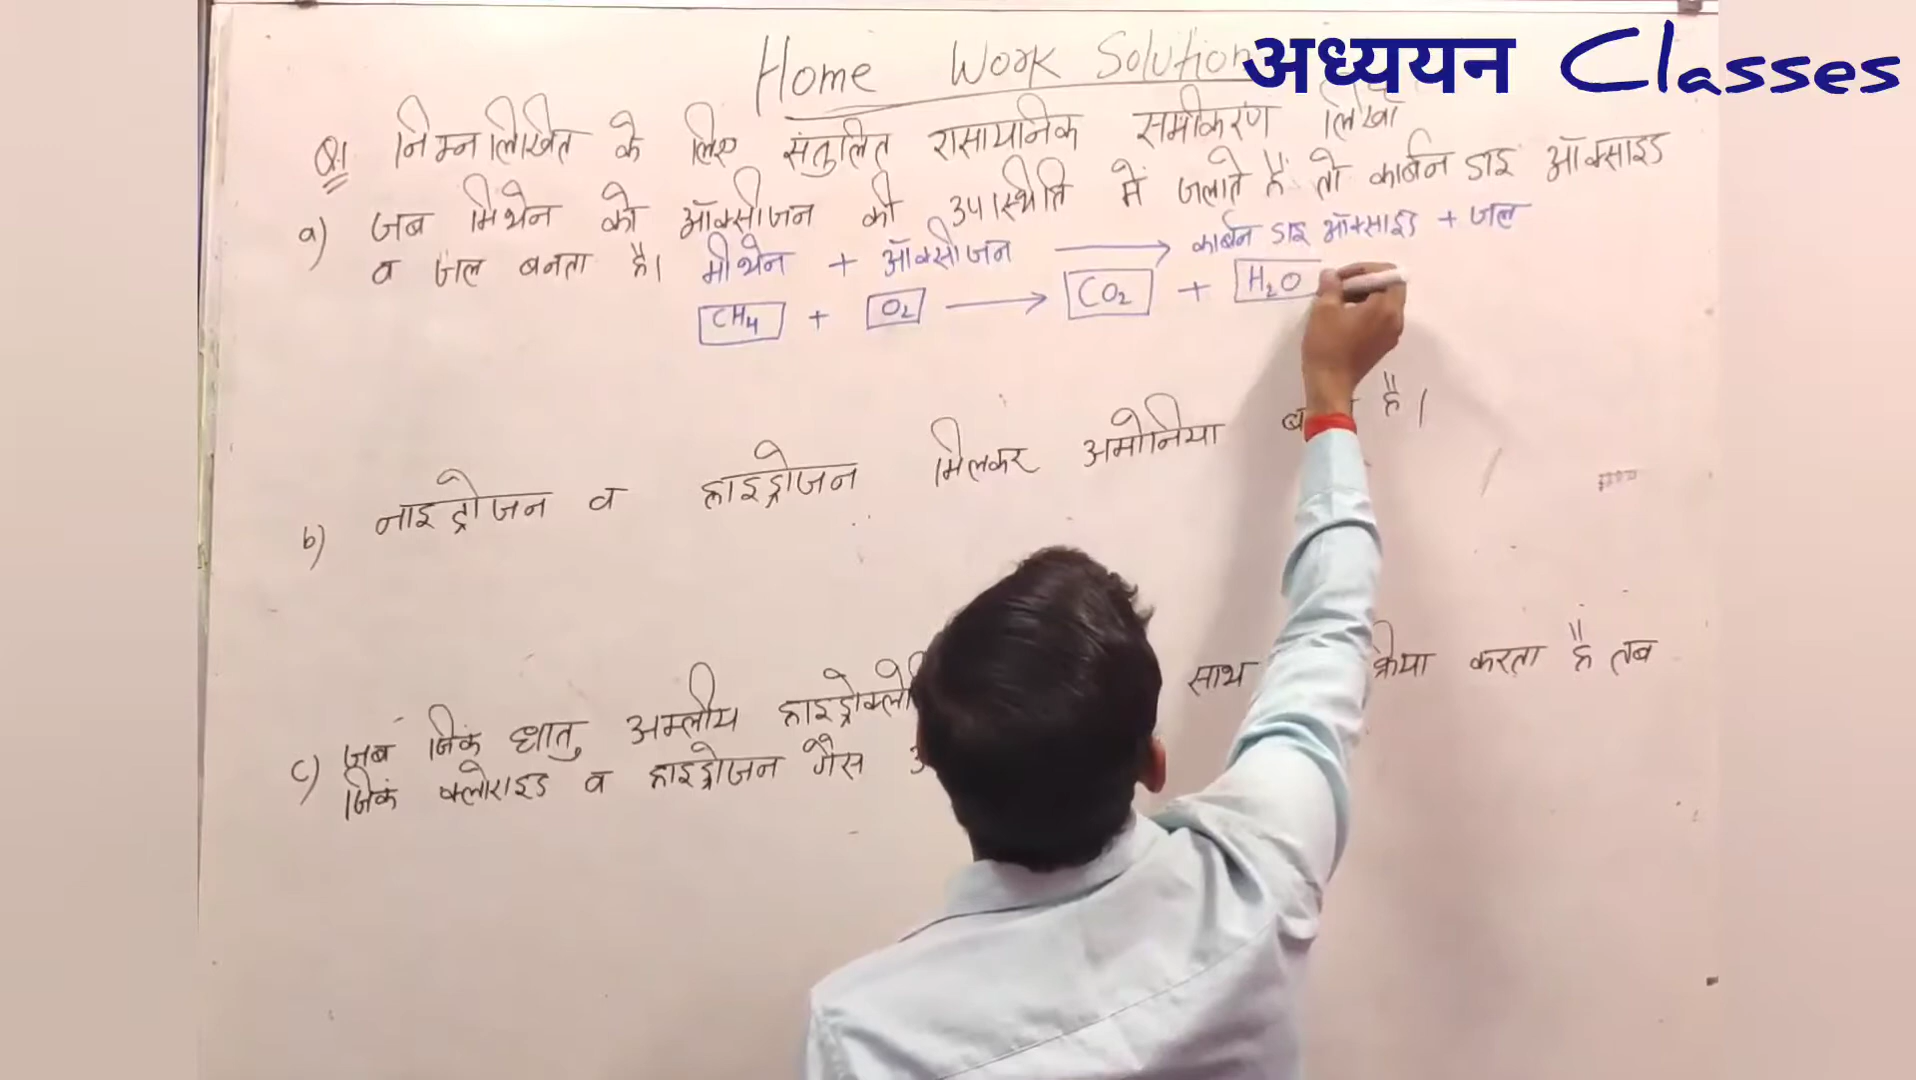 अध्ययन Classes
Home Work Solution
Q.1 निम्नलिखित के लिए संतुलित रासायनिक समीकरण लिखों
a) जब मिथेन को ऑक्सीजन की उपस्थिति में जलाते हैं तो कार्बन डाइ ऑक्साइड
व जल बनता है। मीथेन + ऑक्सीजन ⟶ कार्बन डाइ ऑक्साइड + जल
CH₄ + O₂ ⟶ CO₂ + H₂O
b) नाइट्रोजन व हाइड्रोजन मिलकर अमोनिया है।
c) जब जिंक धातु अम्लीय साथ करता है तब
जिंक क्लोराइड व हाइड्रोजन गैस